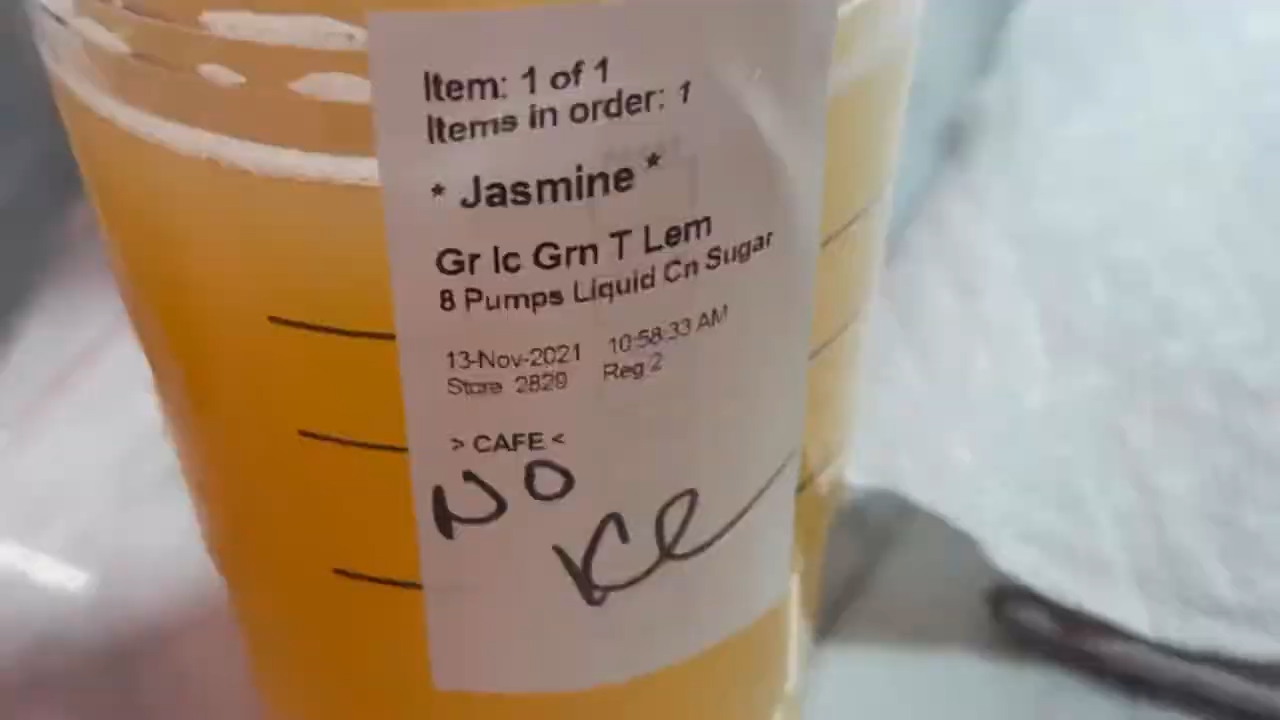 Item: 1 of 1
Items in order: 1
* Jasmine *
Gr Ic Grn T Lem
8 Pumps Liquid Cn Sugar
13-Nov-2021 10:58:33 AM
Store 2829 Reg 2
> CAFE <
No
Ice